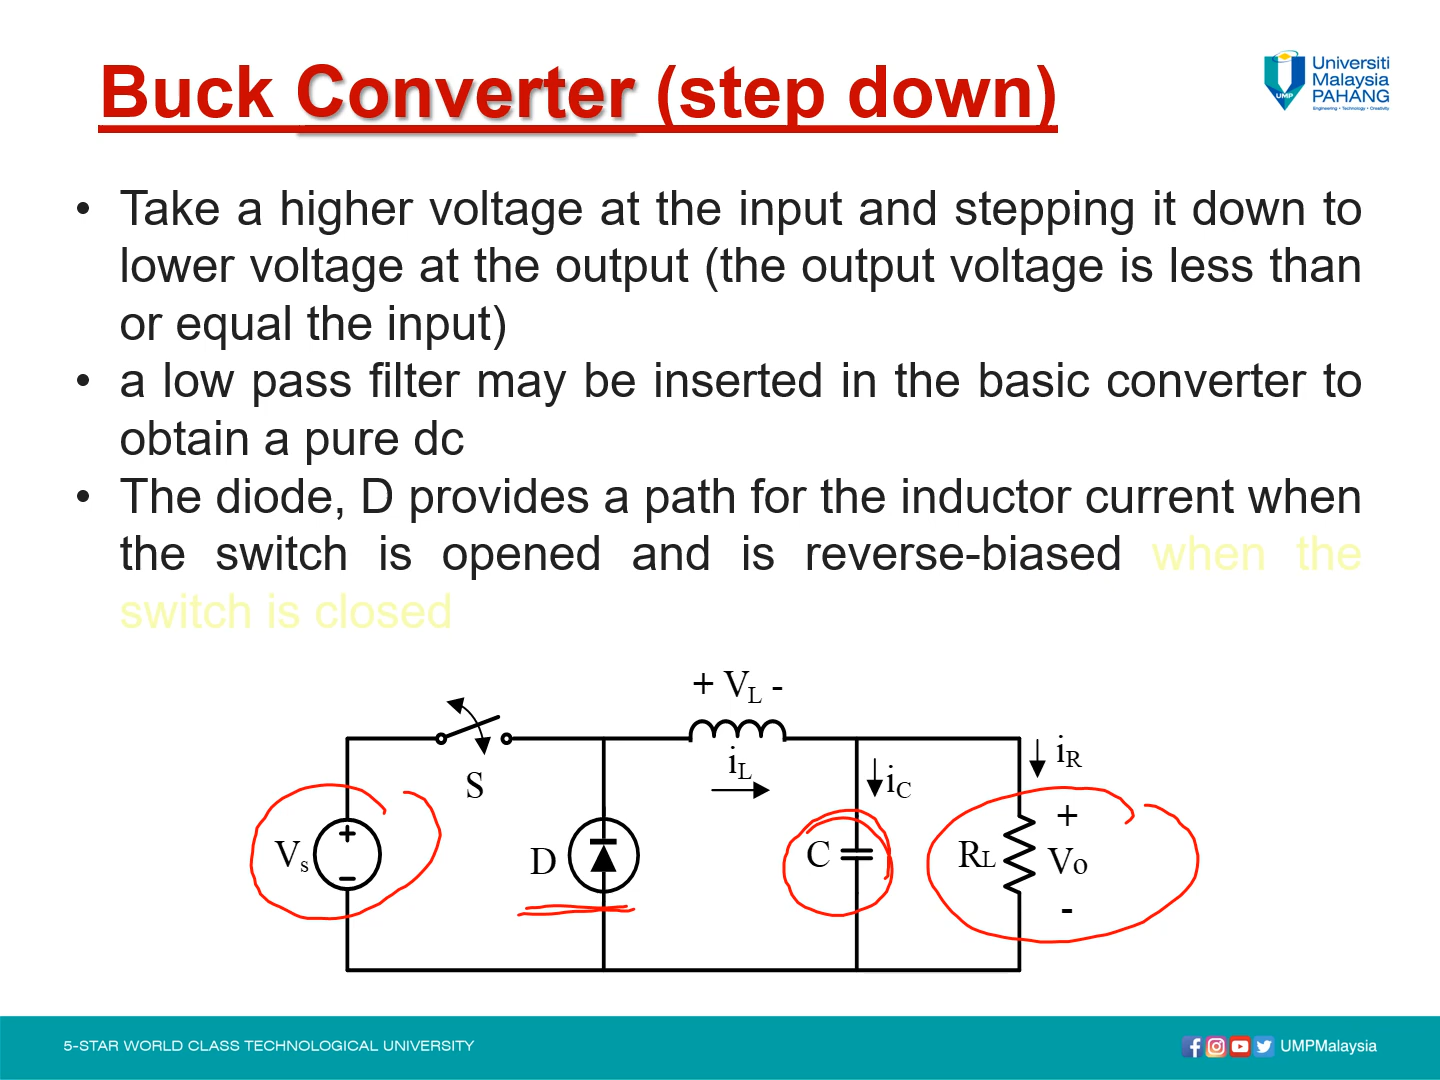 Buck Converter (step down)
Universiti
Malaysia
PAHANG
Engineering • Technology • Creativity
UMP
• Take a higher voltage at the input and stepping it down to
lower voltage at the output (the output voltage is less than
or equal the input)
• a low pass filter may be inserted in the basic converter to
obtain a pure dc
• The diode, D provides a path for the inductor current when
the switch is opened and is reverse-biased when the
switch is closed
+ VL -
S
iL
iC
iR
Vs
+
-
D
C
RL
+
Vo
-
5-STAR WORLD CLASS TECHNOLOGICAL UNIVERSITY
UMPMalaysia